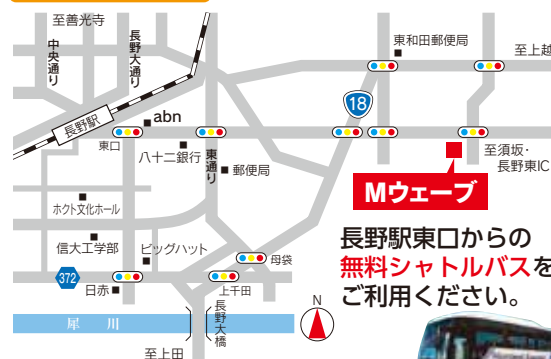 至善光寺
中央通り
長野大通り
東和田郵便局
至上越
18
長野駅
abn
東口
八十二銀行
東通り
郵便局
至須坂・
長野東IC
Mウェーブ
ホクト文化ホール
信大工学部
ビッグハット
母袋
372
日赤
上千田
長野駅東口からの
無料シャトルバスを
ご利用ください。
N
犀川
長野大橋
至上田